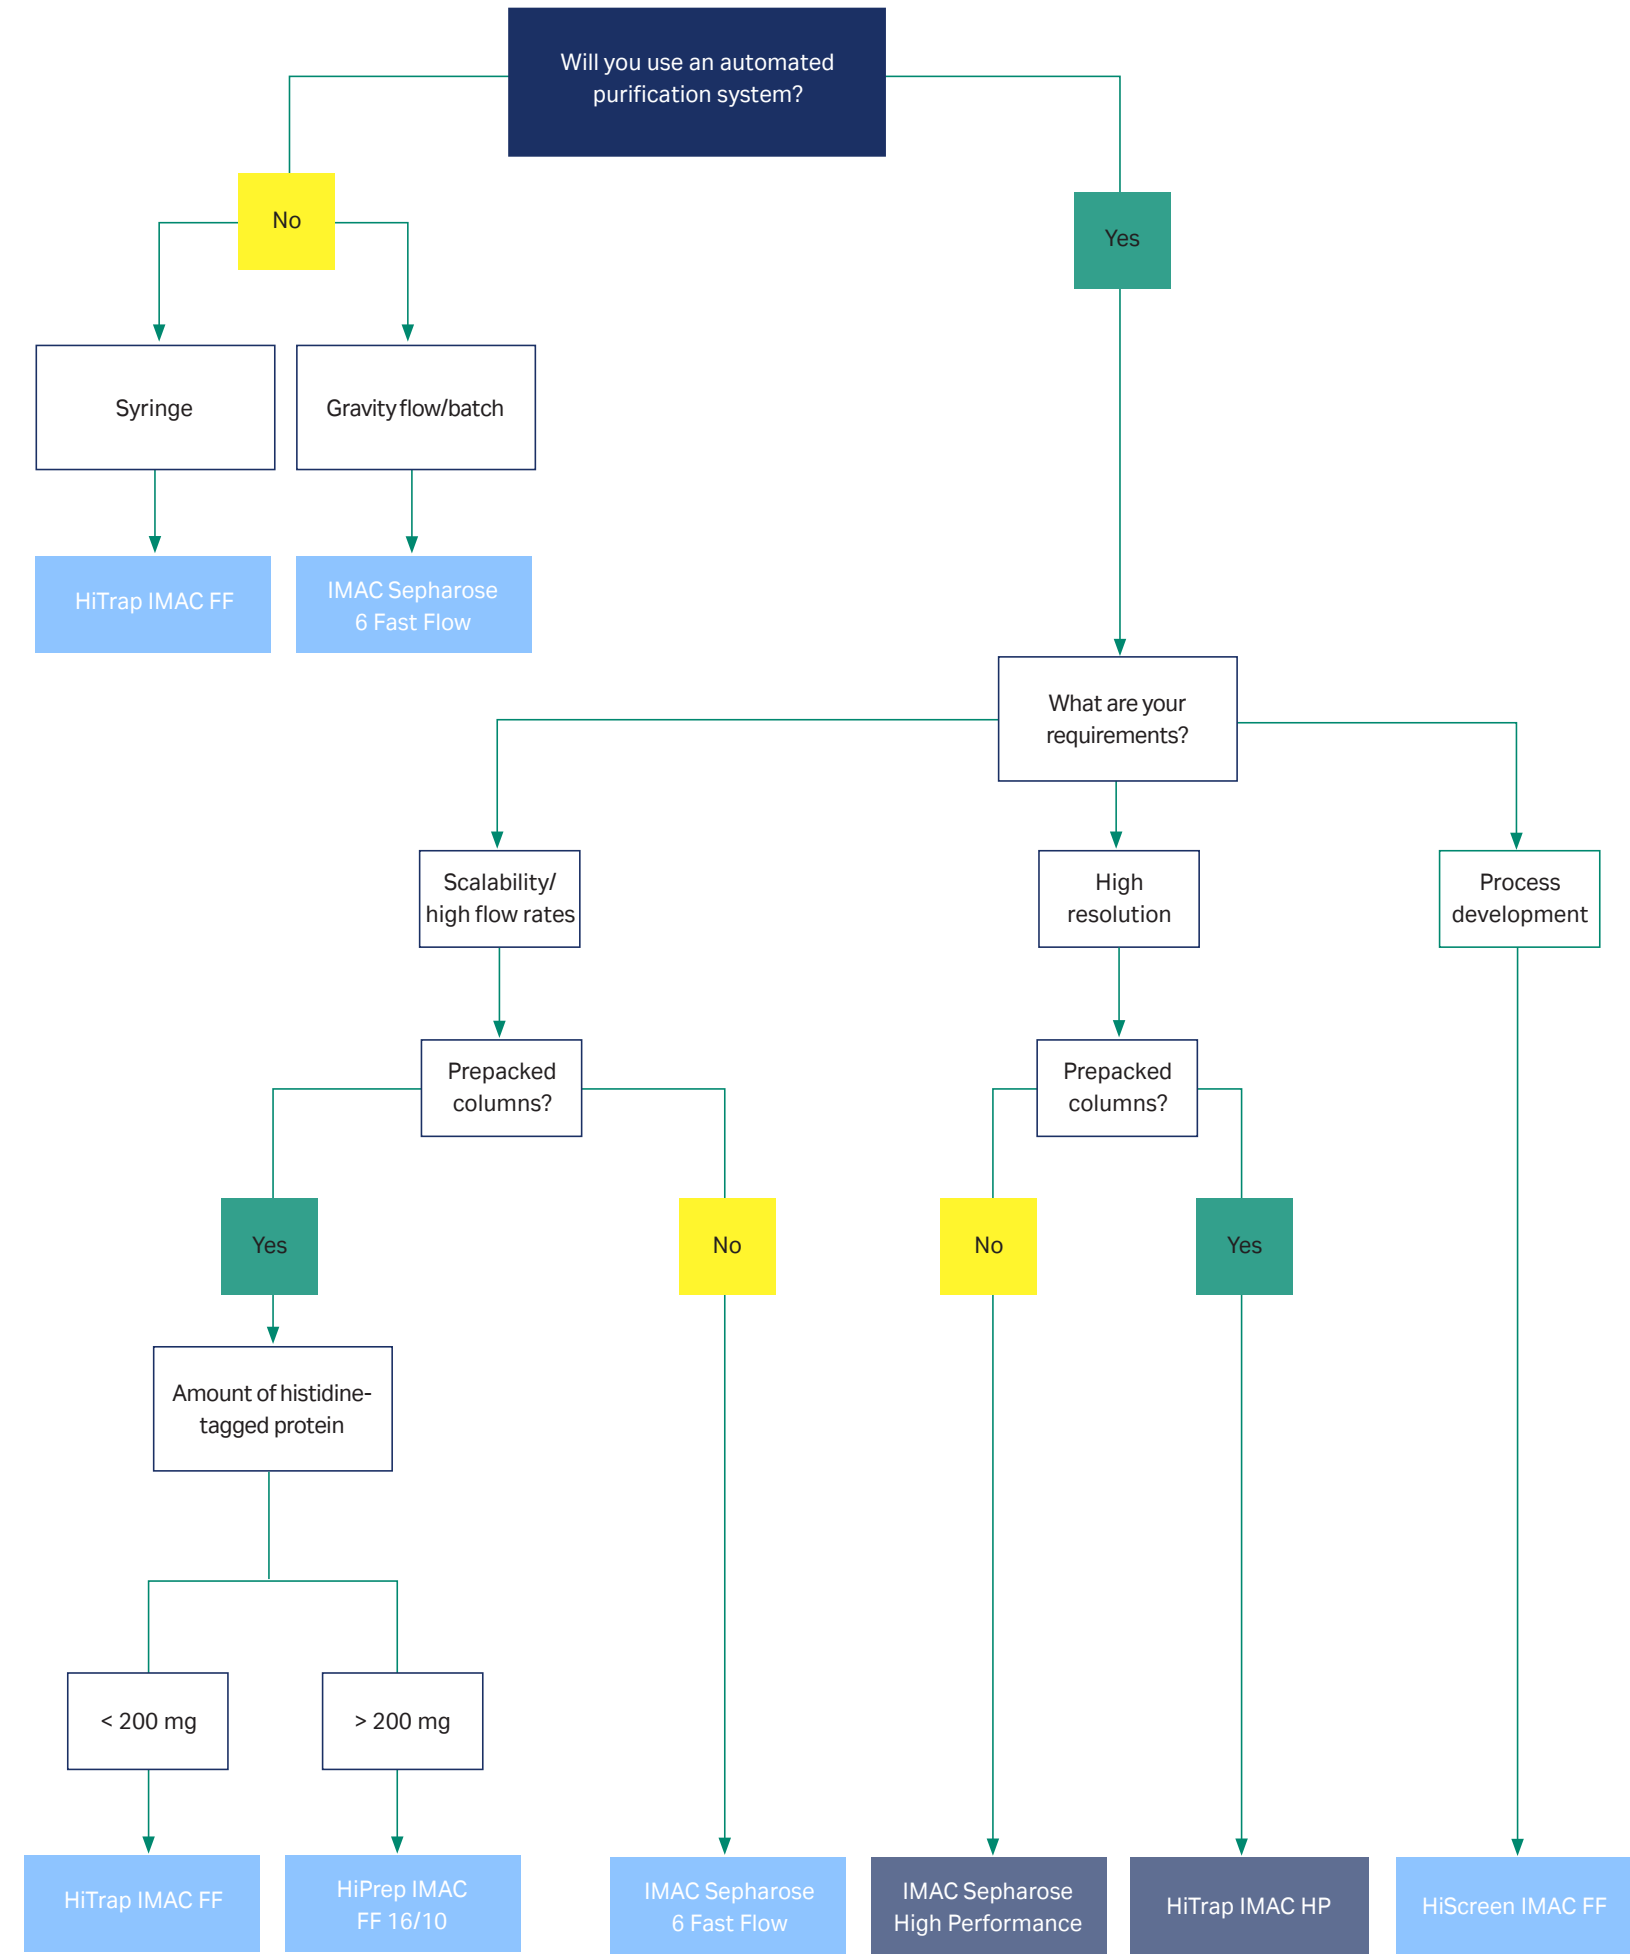 Will you use an automated
purification system?
No
Yes
Syringe
Gravity flow/batch
HiTrap IMAC FF
IMAC Sepharose
6 Fast Flow
What are your
requirements?
Scalability/
high flow rates
High
resolution
Process
development
Prepacked
columns?
Prepacked
columns?
Yes
No
No
Yes
Amount of histidine-
tagged protein
< 200 mg
> 200 mg
HiTrap IMAC FF
HiPrep IMAC
FF 16/10
IMAC Sepharose
6 Fast Flow
IMAC Sepharose
High Performance
HiTrap IMAC HP
HiScreen IMAC FF